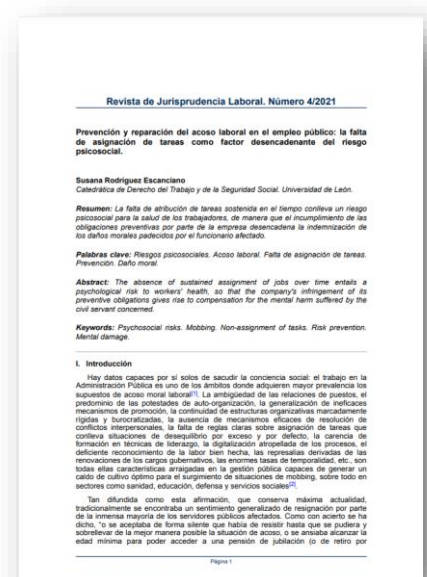 Revista de Jurisprudencia Laboral. Número 4/2021
Prevención y reparación del acoso laboral en el empleo público: la falta
de asignación de tareas como factor desencadenante del riesgo
psicosocial.
Susana Rodríguez Escanciano
Catedrática de Derecho del Trabajo y de la Seguridad Social. Universidad de León.
Resumen: La falta de atribución de tareas sostenida en el tiempo conlleva un riesgo
psicosocial para la salud de los trabajadores, de manera que el incumplimiento de las
obligaciones preventivas por parte de la empresa desencadena la indemnización de
los daños morales padecidos por el funcionario afectado.
Palabras clave: Riesgos psicosociales. Acoso laboral. Falta de asignación de tareas.
Prevención. Daño moral.
Abstract: The absence of sustained assignment of jobs over time entails a
psychological risk to workers' health, so that the company's infringement of its
preventive obligations gives rise to compensation for the mental harm suffered by the
civil servant concerned.
Keywords: Psychosocial risks. Mobbing. Non-assignment of tasks. Risk prevention.
Mental damage.
I. Introducción
Hay datos capaces por sí solos de sacudir la conciencia social: el trabajo en la
Administración Pública es uno de los ámbitos donde adquieren mayor prevalencia los
supuestos de acoso moral laboral[1]. La ambigüedad de las relaciones de puestos, el
predominio de las potestades de auto-organización, la generalización de ineficaces
mecanismos de promoción, la continuidad de estructuras organizativas marcadamente
rígidas y burocratizadas, la ausencia de mecanismos eficaces de resolución de
conflictos interpersonales, la falta de reglas claras sobre asignación de tareas que
conlleva situaciones de desequilibrio por exceso y por defecto, la carencia de
formación en técnicas de liderazgo, la digitalización atropellada de los procesos, el
deficiente reconocimiento de la labor bien hecha, las represalias derivadas de las
renovaciones de los cargos gubernativos, las enormes tasas de temporalidad, etc., son
todas ellas características arraigadas en la gestión pública capaces de generar un
caldo de cultivo óptimo para el surgimiento de situaciones de mobbing, sobre todo en
sectores como sanidad, educación, defensa y servicios sociales[2].
Tan difundida como esta afirmación, que conserva máxima actualidad,
tradicionalmente se encontraba un sentimiento generalizado de resignación por parte
de la inmensa mayoría de los servidores públicos afectados. Como con acierto se ha
dicho, "o se aceptaba de forma silente que había de resistir hasta que se pudiera y
sobrellevar de la mejor manera posible la situación de acoso, o se ansiaba alcanzar la
edad mínima para poder acceder a una pensión de jubilación (o de retiro por
Página 1